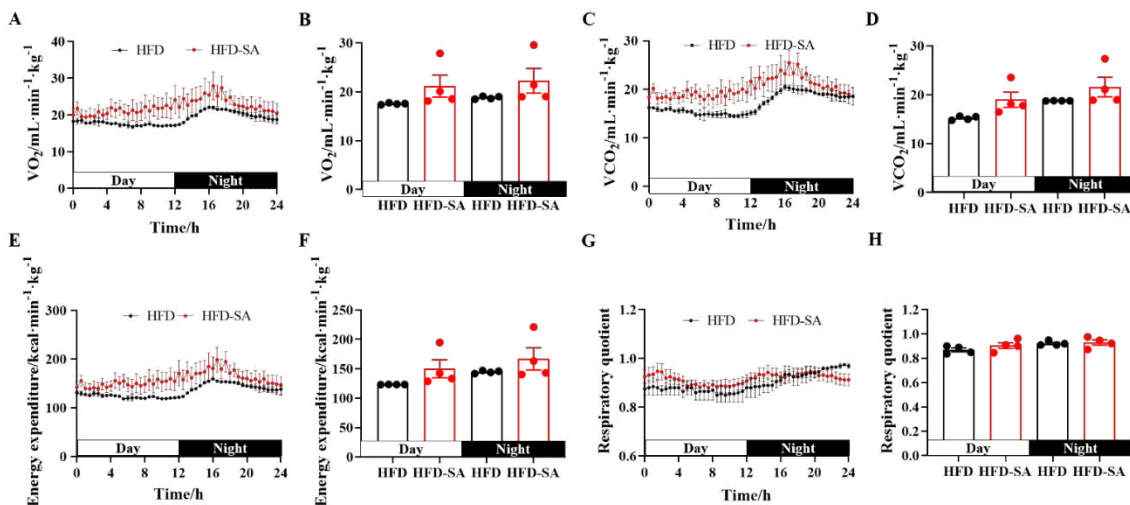 A
B
C
D
HFD HFD-SA
VO₂/mL·min⁻¹·kg⁻¹
40
30
20
10
0
Day Night
0 4 8 12 16 20 24
Time/h
VO₂/mL·min⁻¹·kg⁻¹
30
20
10
0
Day Night
HFD HFD-SA HFD HFD-SA
HFD HFD-SA
VCO₂/mL·min⁻¹·kg⁻¹
30
20
10
0
Day Night
0 4 8 12 16 20 24
Time/h
VCO₂/mL·min⁻¹·kg⁻¹
30
20
10
0
Day Night
HFD HFD-SA HFD HFD-SA
E
F
G
H
HFD HFD-SA
Energy expenditure/kcal·min⁻¹·kg⁻¹
300
200
100
0
Day Night
0 4 8 12 16 20 24
Time/h
Energy expenditure/kcal·min⁻¹·kg⁻¹
250
200
150
100
50
0
Day Night
HFD HFD-SA HFD HFD-SA
HFD HFD-SA
Respiratory quotient
1.2
1.0
0.8
0.6
Day Night
0 4 8 12 16 20 24
Time/h
Respiratory quotient
1.2
1.0
0.8
0.6
0.4
0.2
0.0
Day Night
HFD HFD-SA HFD HFD-SA